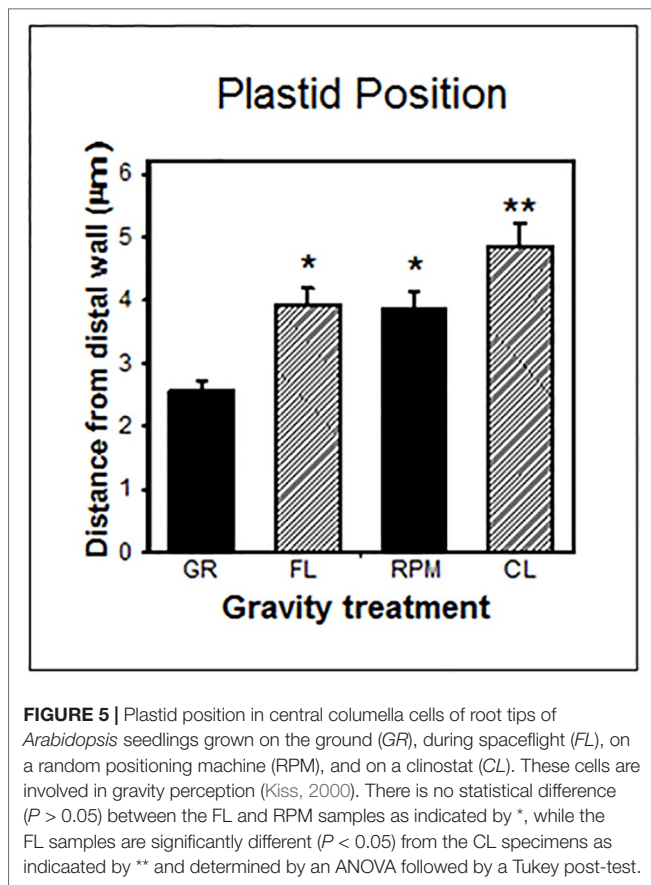 Plastid Position
Distance from distal wall (µm)
6
5
4
3
2
1
0
*
*
**
GR FL RPM CL
Gravity treatment
FIGURE 5 | Plastid position in central columella cells of root tips of
Arabidopsis seedlings grown on the ground (GR), during spaceflight (FL), on
a random positioning machine (RPM), and on a clinostat (CL). These cells are
involved in gravity perception (Kiss, 2000). There is no statistical difference
(P > 0.05) between the FL and RPM samples as indicated by *, while the
FL samples are significantly different (P < 0.05) from the CL specimens as
indicaated by ** and determined by an ANOVA followed by a Tukey post-test.